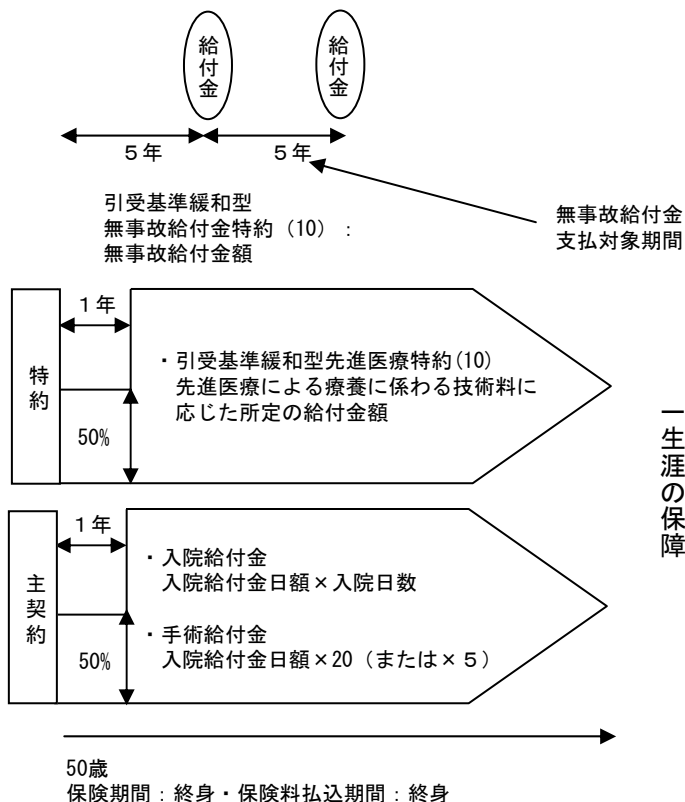 給付金
給付金
5年
5年
引受基準緩和型
無事故給付金特約(10)：
無事故給付金額
無事故給付金
支払対象期間
特約
1年
50%
・引受基準緩和型先進医療特約(10)
先進医療による療養に係わる技術料に
応じた所定の給付金額
一生涯の保障
主契約
1年
50%
・入院給付金
入院給付金日額×入院日数
・手術給付金
入院給付金日額×20（または×５）
50歳
保険期間：終身・保険料払込期間：終身